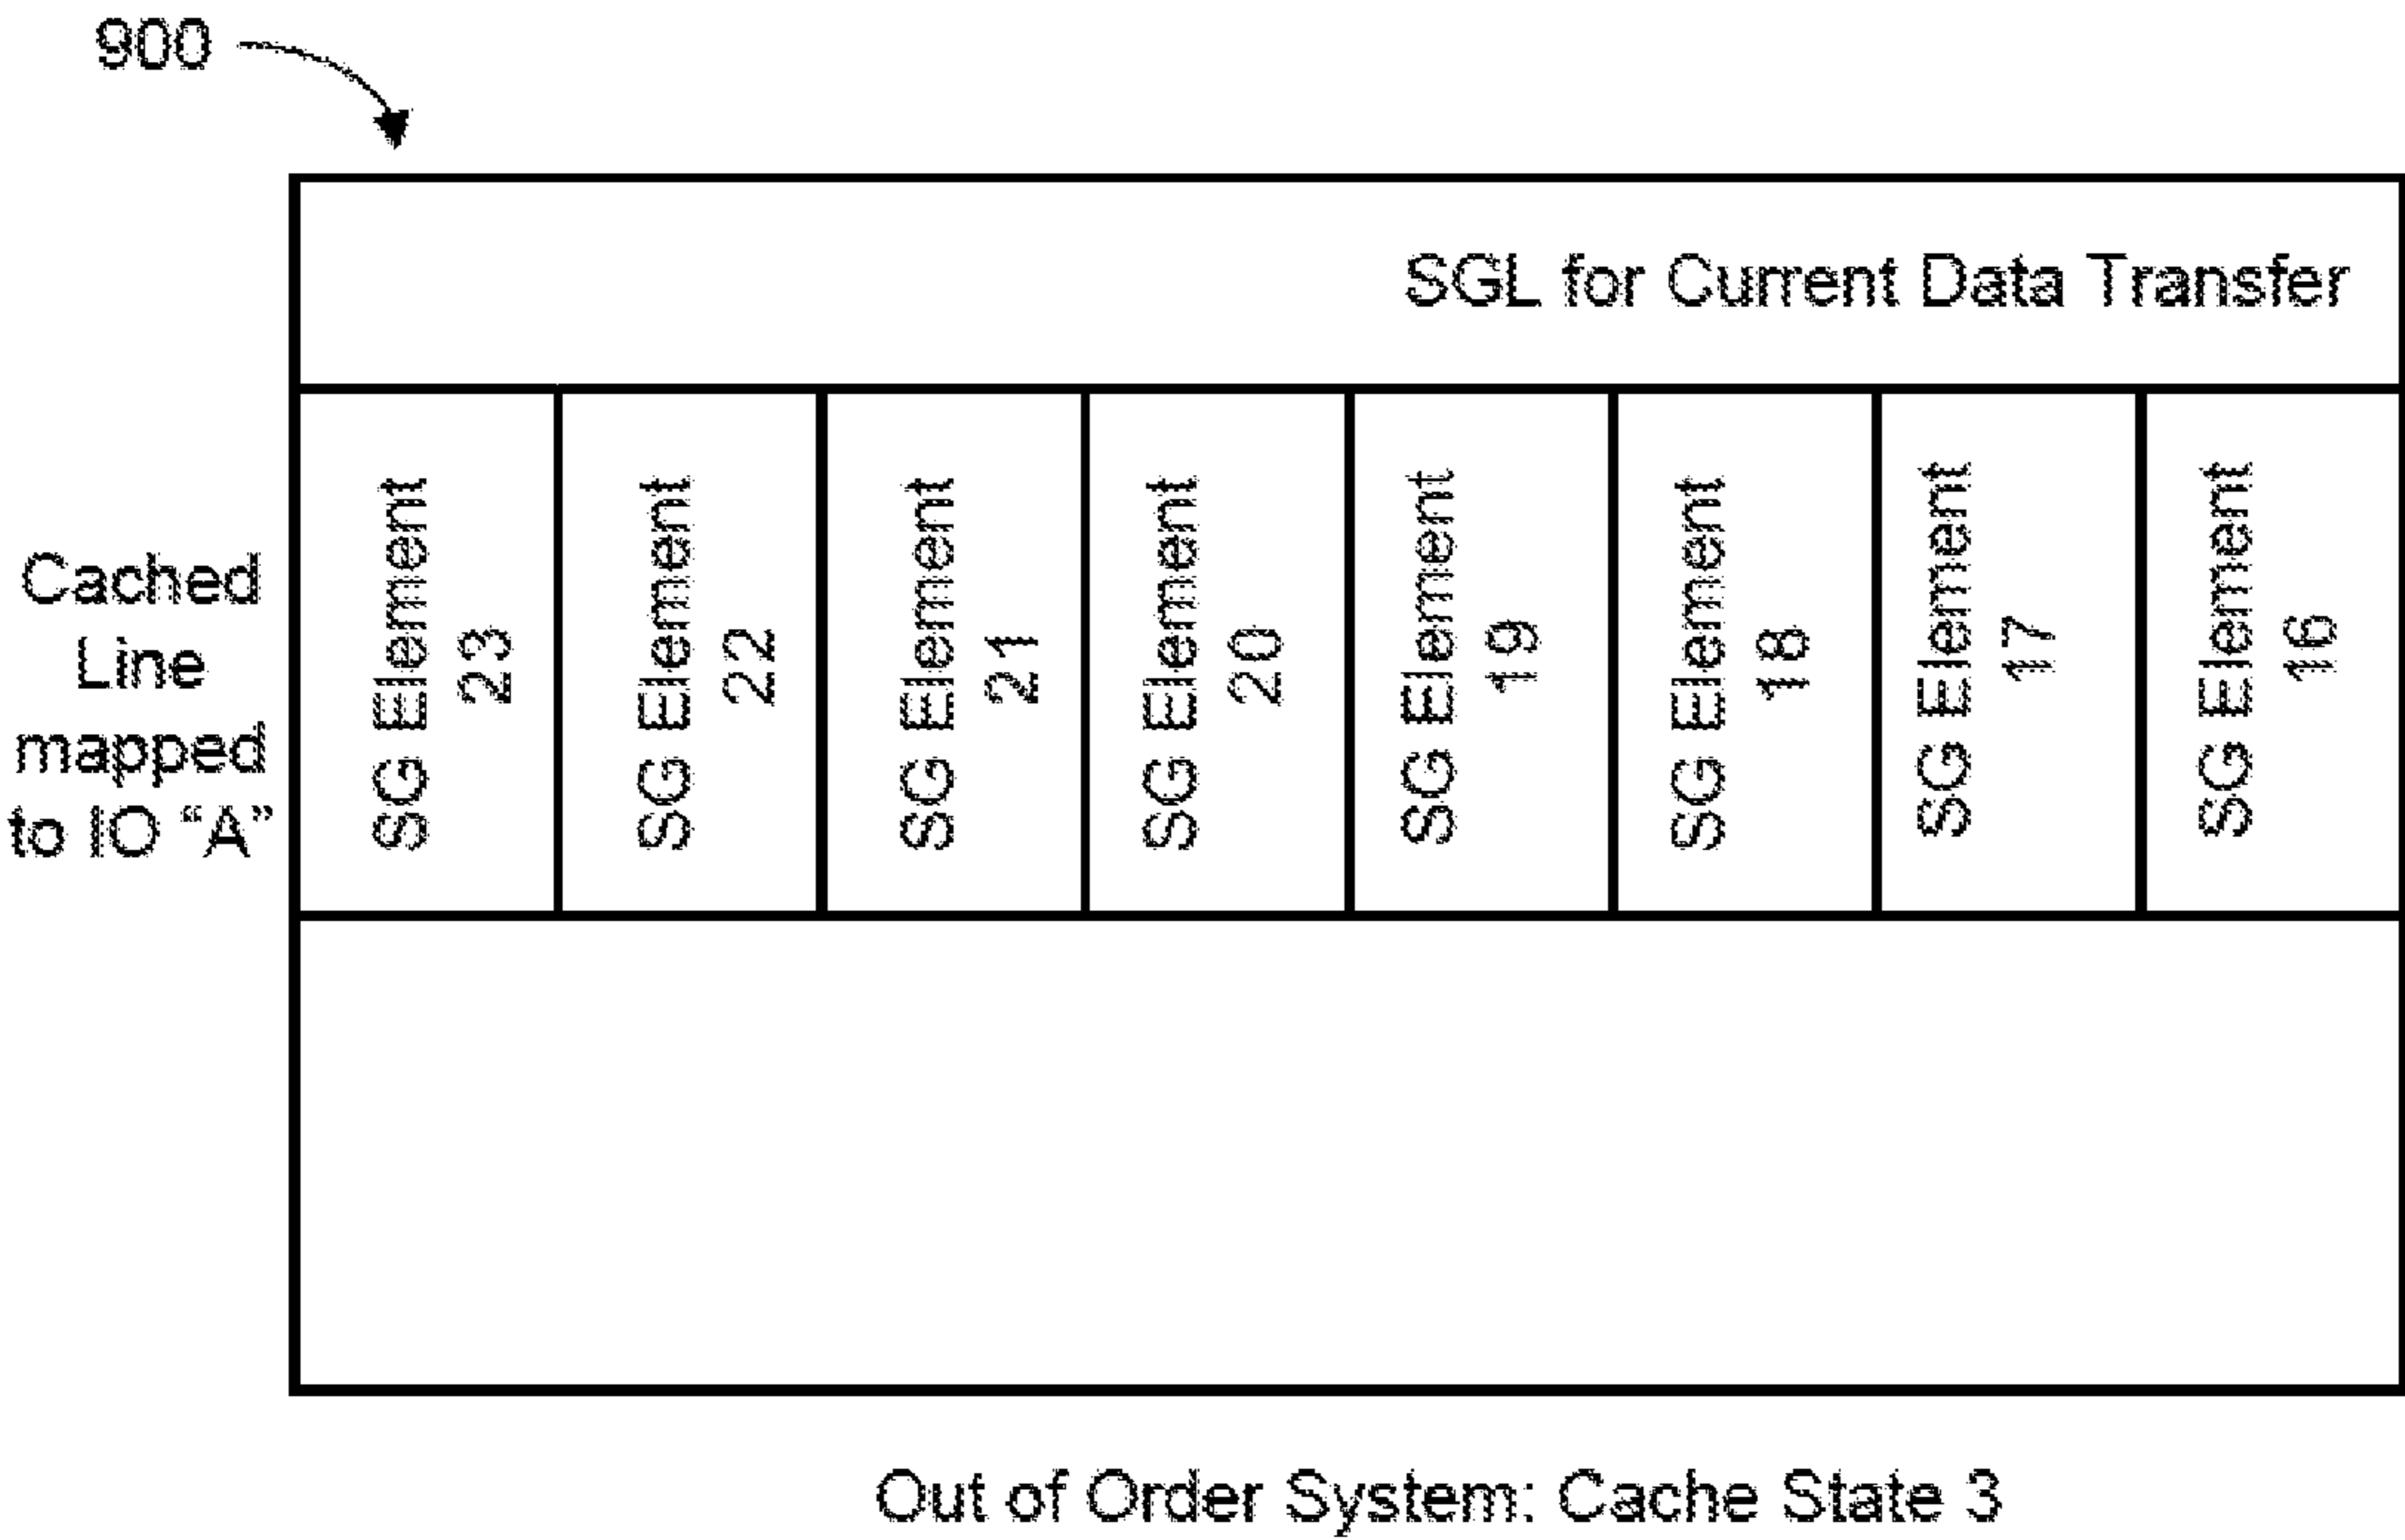 900
SGL for Current Data Transfer
Cached
Line
mapped
to IO “A”
SG Element
23
SG Element
22
SG Element
21
SG Element
20
SG Element
19
SG Element
18
SG Element
17
SG Element
16
Out of Order System: Cache State 3